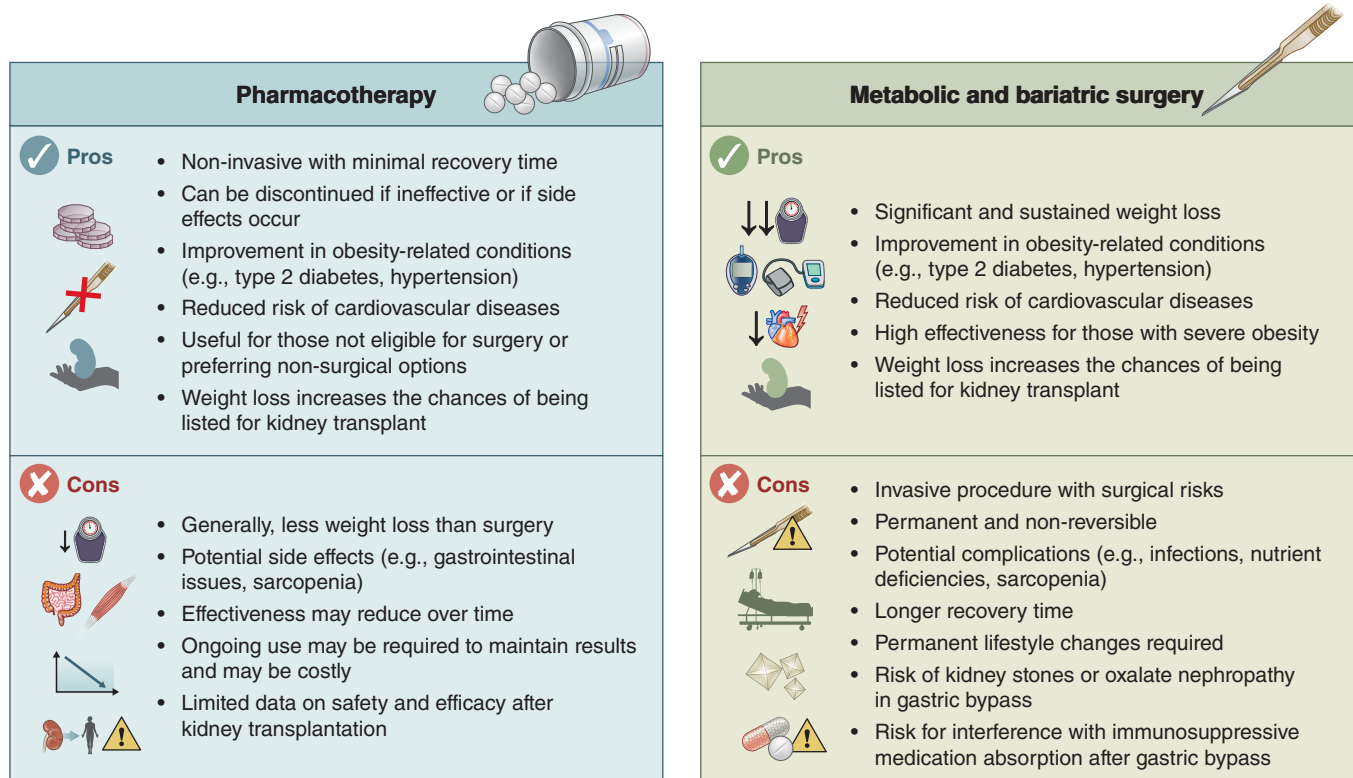 Pharmacotherapy
Pros
• Non-invasive with minimal recovery time
• Can be discontinued if ineffective or if side
effects occur
• Improvement in obesity-related conditions
(e.g., type 2 diabetes, hypertension)
• Reduced risk of cardiovascular diseases
• Useful for those not eligible for surgery or
preferring non-surgical options
• Weight loss increases the chances of being
listed for kidney transplant
Cons
• Generally, less weight loss than surgery
• Potential side effects (e.g., gastrointestinal
issues, sarcopenia)
• Effectiveness may reduce over time
• Ongoing use may be required to maintain results
and may be costly
• Limited data on safety and efficacy after
kidney transplantation
Metabolic and bariatric surgery
Pros
• Significant and sustained weight loss
• Improvement in obesity-related conditions
(e.g., type 2 diabetes, hypertension)
• Reduced risk of cardiovascular diseases
• High effectiveness for those with severe obesity
• Weight loss increases the chances of being
listed for kidney transplant
Cons
• Invasive procedure with surgical risks
• Permanent and non-reversible
• Potential complications (e.g., infections, nutrient
deficiencies, sarcopenia)
• Longer recovery time
• Permanent lifestyle changes required
• Risk of kidney stones or oxalate nephropathy
in gastric bypass
• Risk for interference with immunosuppressive
medication absorption after gastric bypass